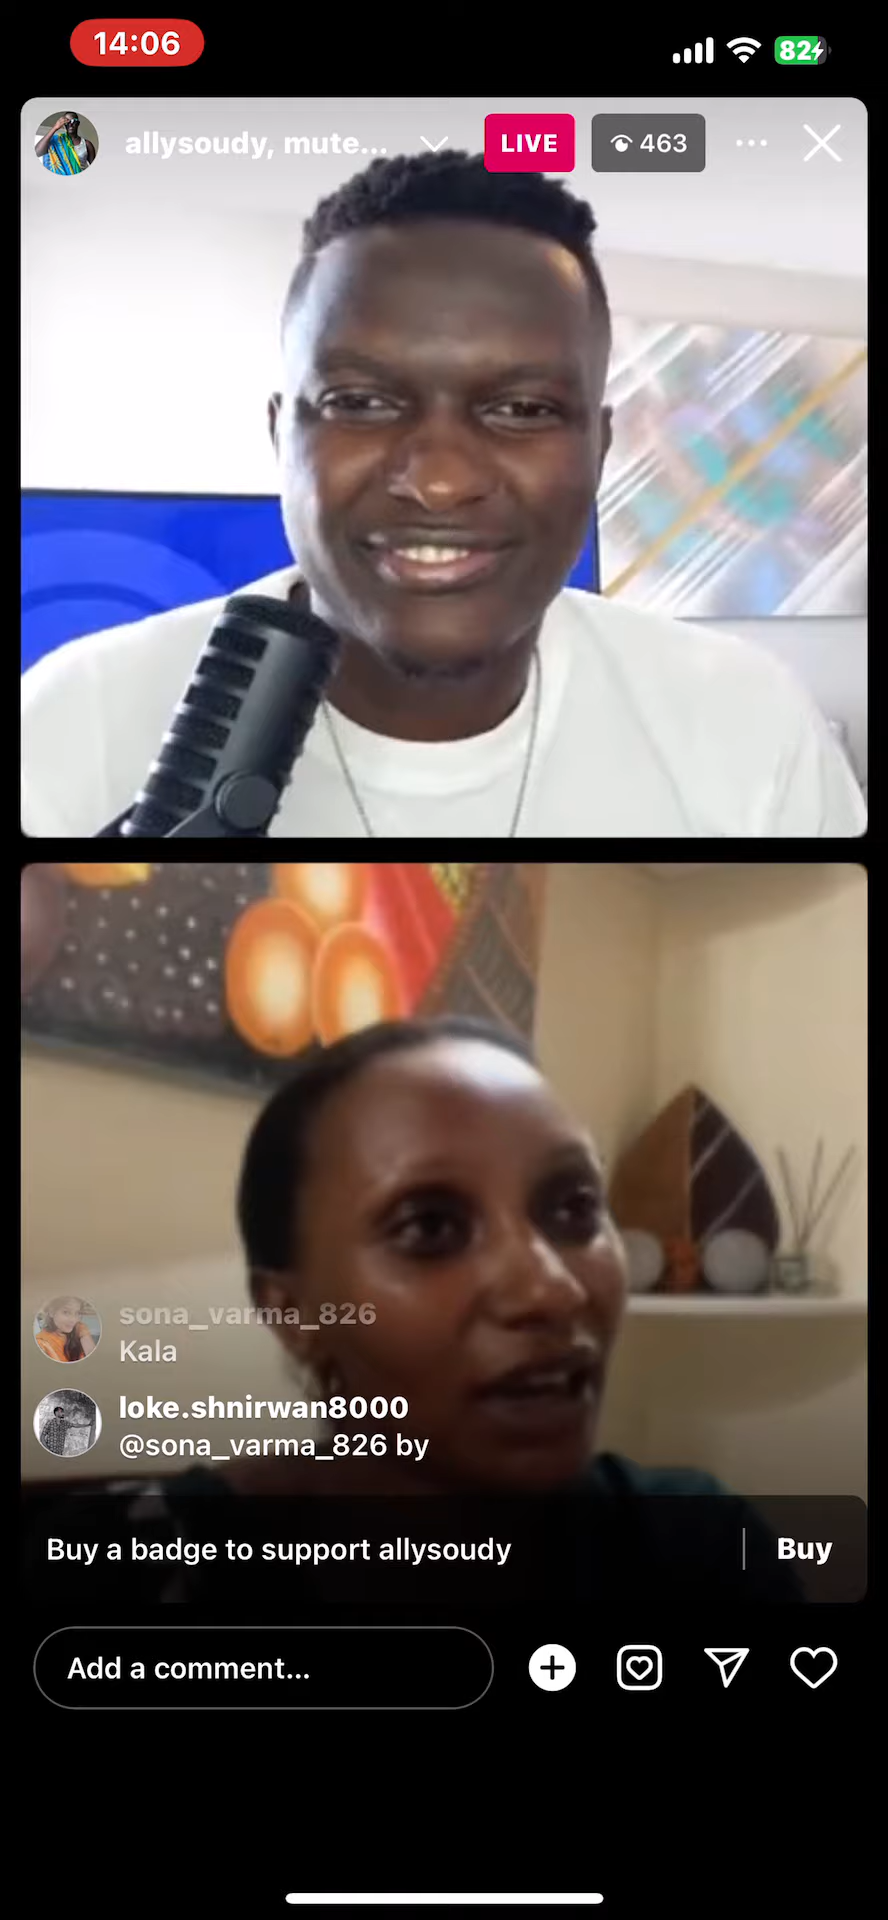 14:06
82
allysoudy, mute...
LIVE
463
sona_varma_826
Kala
loke.shnirwan8000
@sona_varma_826 by
Buy a badge to support allysoudy
Buy
Add a comment...